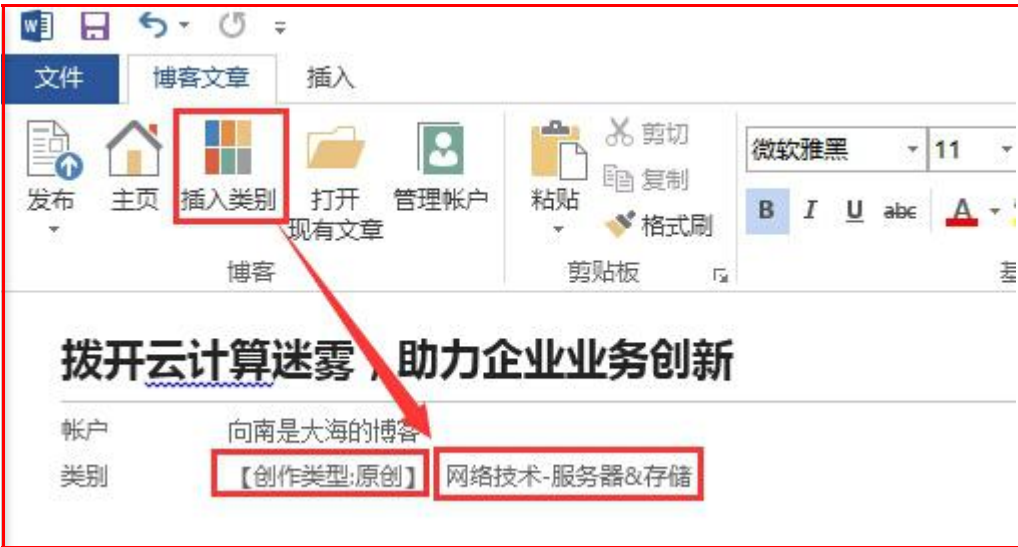 文件 博客文章 插入
发布 主页 插入类别 打开 现有文章 管理帐户 粘贴 剪切 复制 格式刷
微软雅黑 11
B I U abc A
博客 剪贴板
拨开云计算迷雾，助力企业业务创新
帐户 向南是大海的博客
类别 【创作类型:原创】 网络技术-服务器&存储